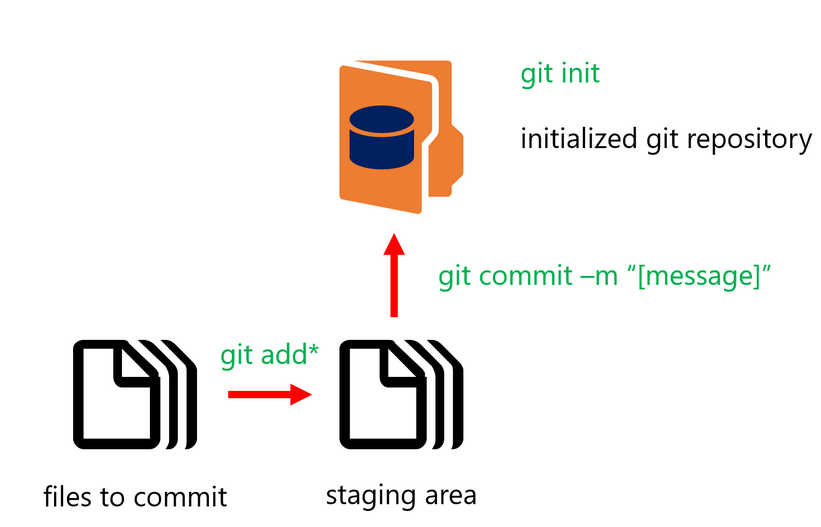 git init
initialized git repository
git commit –m “[message]”
git add*
files to commit
staging area